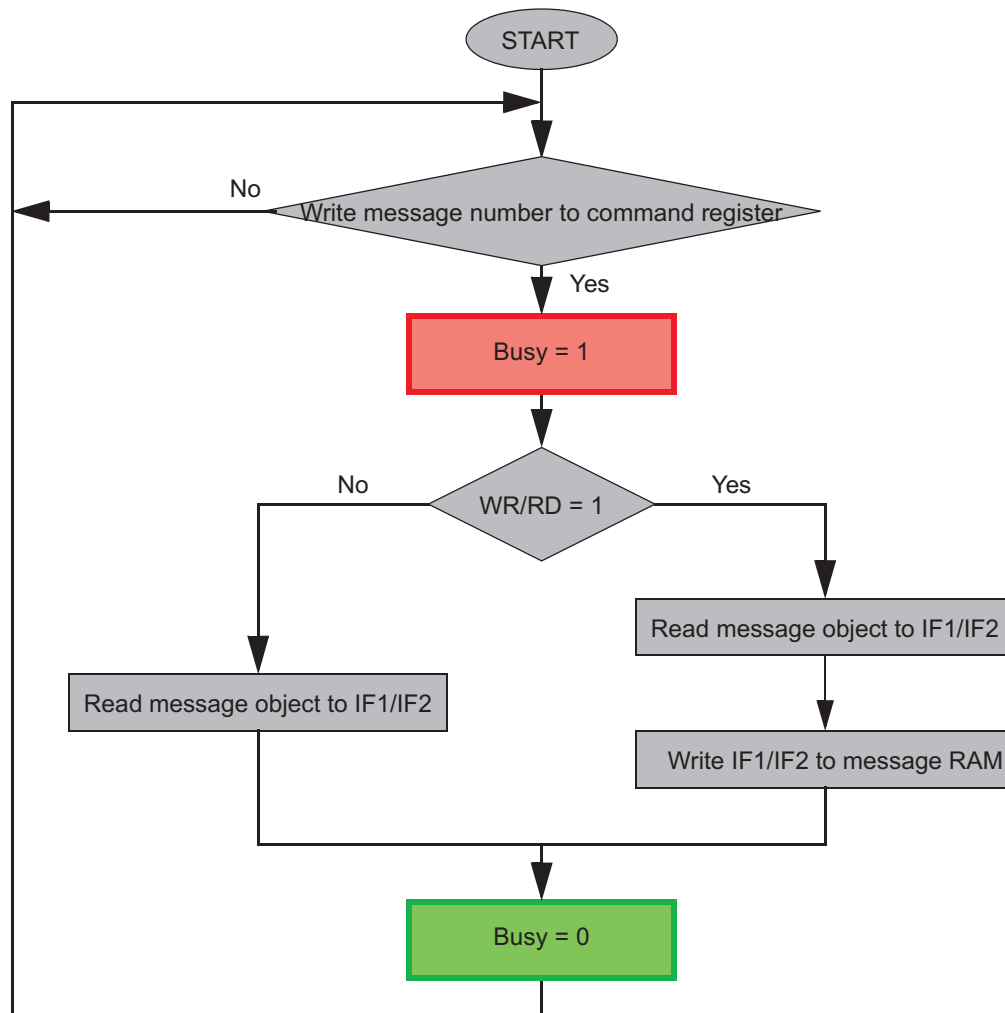 START
No
Write message number to command register
Yes
Busy = 1
No
WR/RD = 1
Yes
Read message object to IF1/IF2
Read message object to IF1/IF2
Write IF1/IF2 to message RAM
Busy = 0